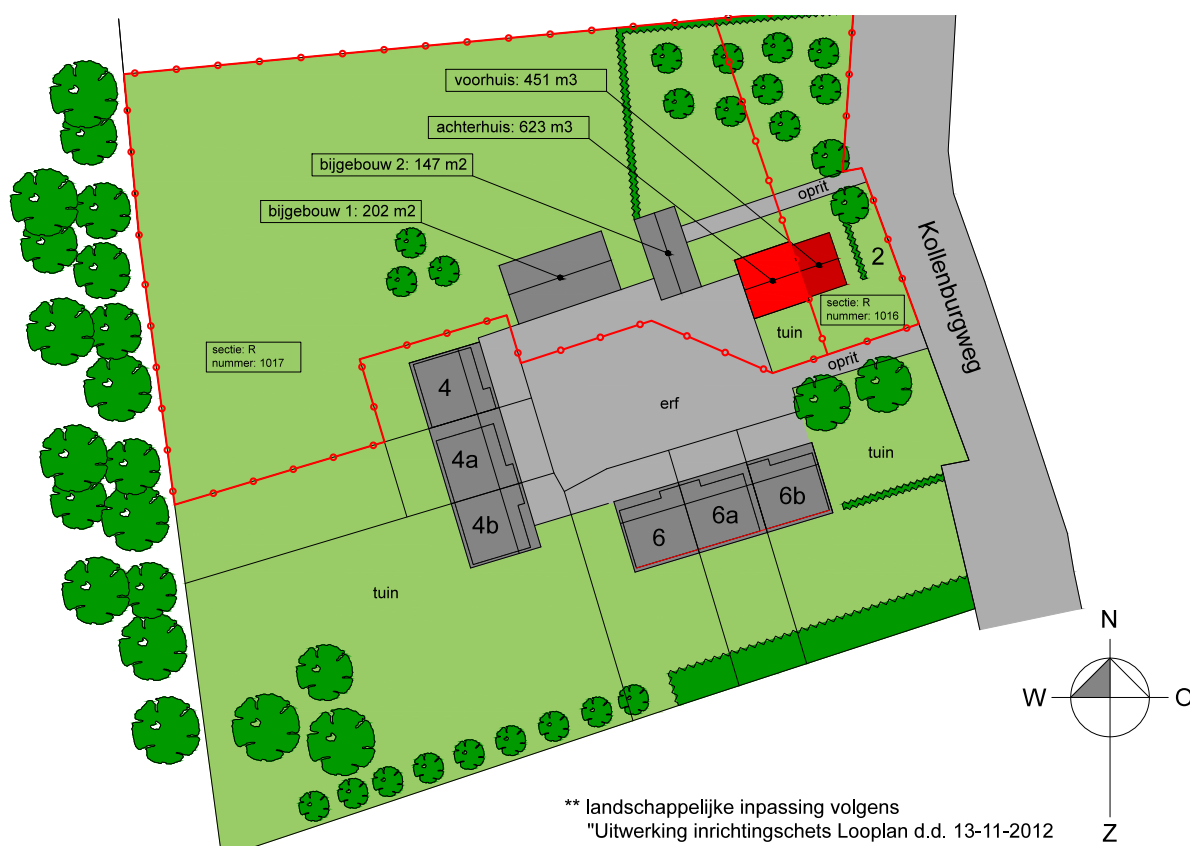 voorhuis: 451 m3
achterhuis: 623 m3
bijgebouw 2: 147 m2
bijgebouw 1: 202 m2
oprit
2
Kollenburgweg
sectie: R
nummer: 1016
tuin
sectie: R
nummer: 1017
oprit
4
erf
4a
tuin
4b
6
6a
6b
tuin
N
W
O
Z
** landschappelijke inpassing volgens
"Uitwerking inrichtingschets Looplan d.d. 13-11-2012